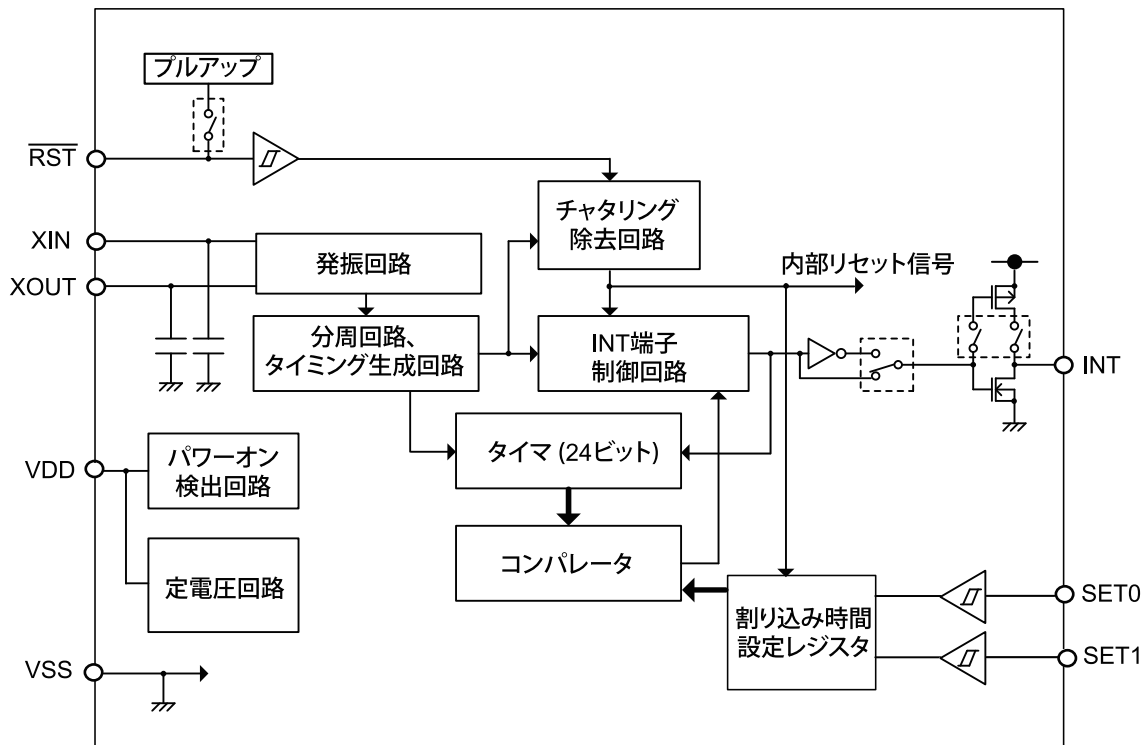 プルアップ
RST
チャタリング
除去回路
XIN
発振回路
XOUT
内部リセット信号
分周回路、
タイミング生成回路
INT端子
制御回路
INT
タイマ (24ビット)
VDD
パワーオン
検出回路
コンパレータ
定電圧回路
割り込み時間
設定レジスタ
SET0
SET1
VSS